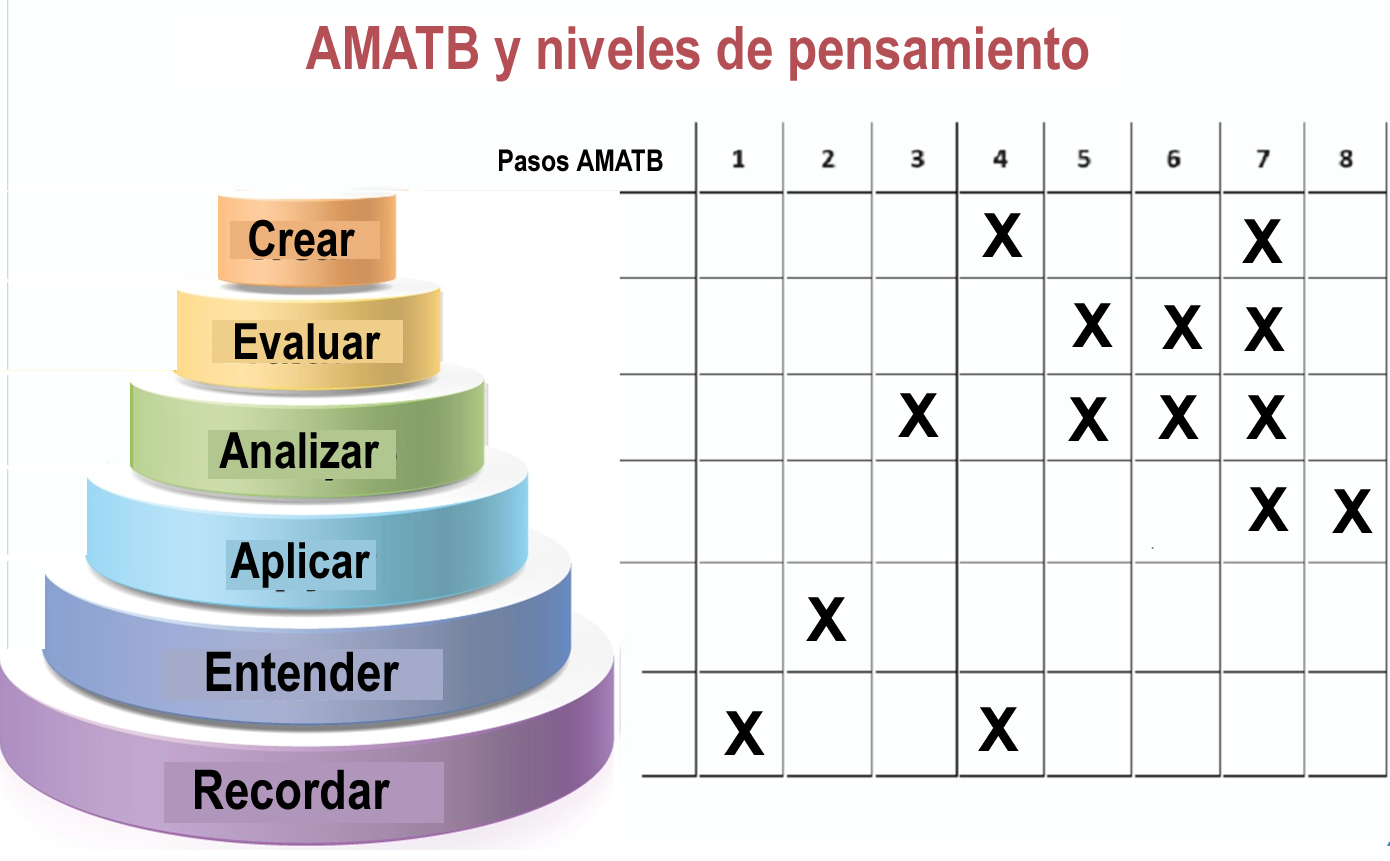 AMATB y niveles de pensamiento
Pasos AMATB 1 2 3 4 5 6 7 8
Crear X X
Evaluar X X X
Analizar X X X X
Aplicar X X
Entender X
Recordar X X